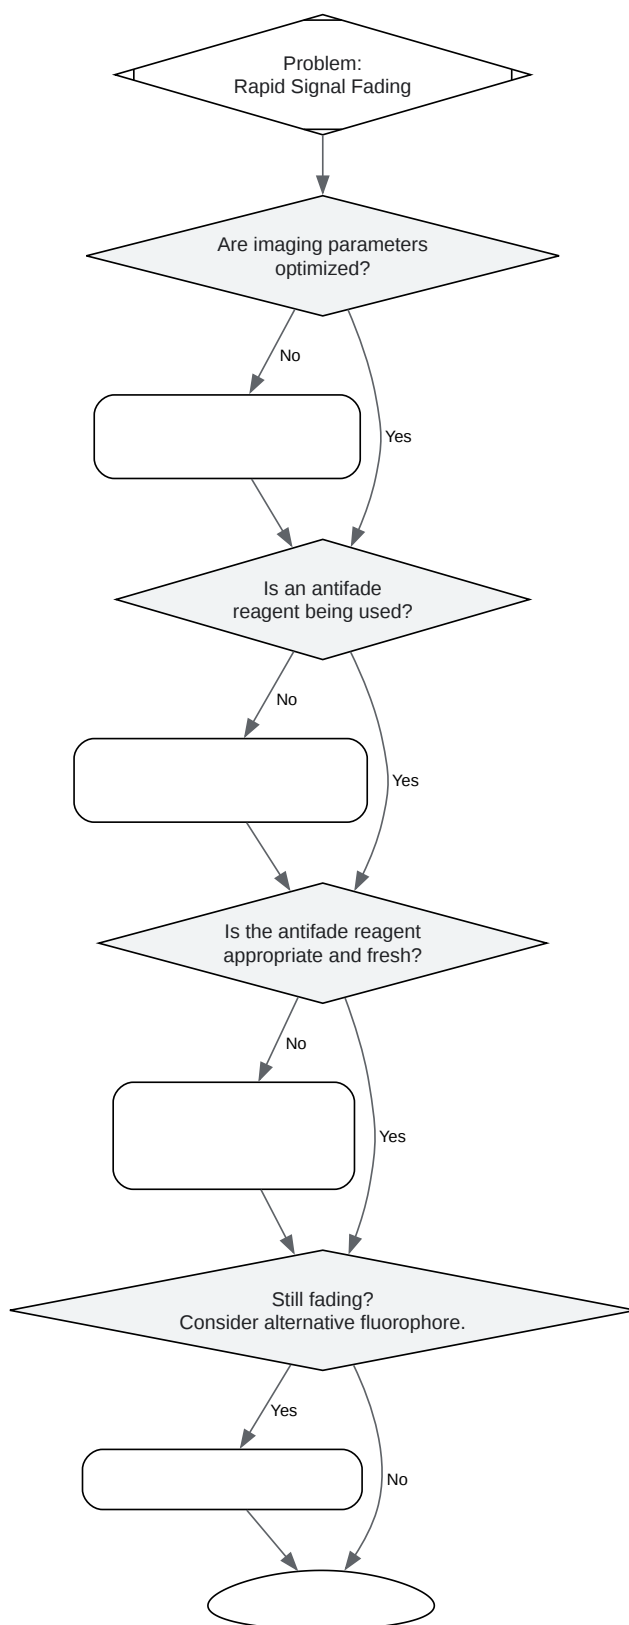 Problem:
Rapid Signal Fading
Are imaging parameters
optimized?
No
Yes
Is an antifade
reagent being used?
No
Yes
Is the antifade reagent
appropriate and fresh?
No
Yes
Still fading?
Consider alternative fluorophore.
Yes
No